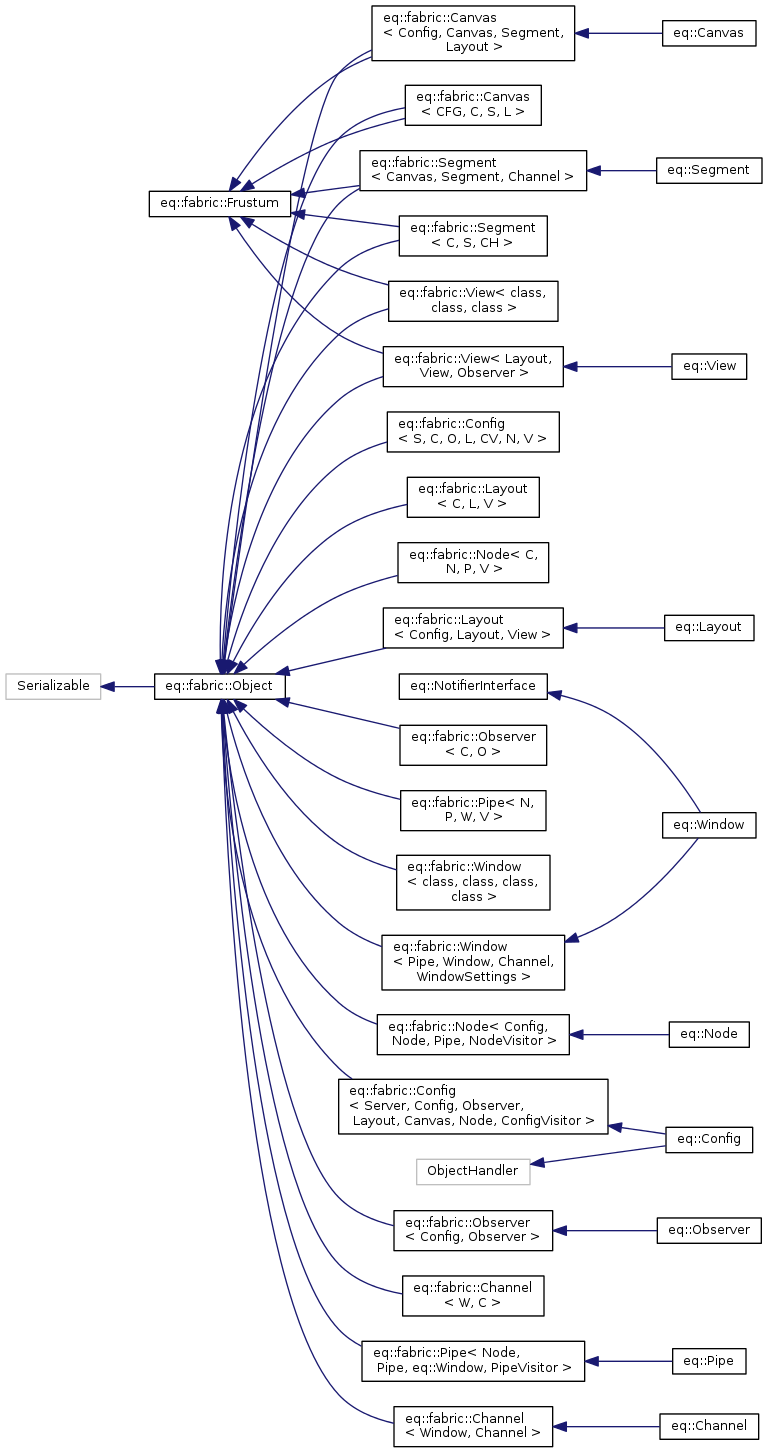 eq::fabric::Canvas
< Config, Canvas, Segment,
Layout >
eq::Canvas
eq::fabric::Canvas
< CFG, C, S, L >
eq::fabric::Segment
< Canvas, Segment, Channel >
eq::Segment
eq::fabric::Frustum
eq::fabric::Segment
< C, S, CH >
eq::fabric::View< class,
class, class >
eq::fabric::View< Layout,
View, Observer >
eq::View
eq::fabric::Config
< S, C, O, L, CV, N, V >
eq::fabric::Layout
< C, L, V >
eq::fabric::Node< C,
N, P, V >
eq::fabric::Layout
< Config, Layout, View >
eq::Layout
Serializable
eq::fabric::Object
eq::NotifierInterface
eq::fabric::Observer
< C, O >
eq::fabric::Pipe< N,
P, W, V >
eq::Window
eq::fabric::Window
< class, class, class,
class >
eq::fabric::Window
< Pipe, Window, Channel,
WindowSettings >
eq::fabric::Node< Config,
Node, Pipe, NodeVisitor >
eq::Node
eq::fabric::Config
< Server, Config, Observer,
Layout, Canvas, Node, ConfigVisitor >
eq::Config
ObjectHandler
eq::fabric::Observer
< Config, Observer >
eq::Observer
eq::fabric::Channel
< W, C >
eq::fabric::Pipe< Node,
Pipe, eq::Window, PipeVisitor >
eq::Pipe
eq::fabric::Channel
< Window, Channel >
eq::Channel